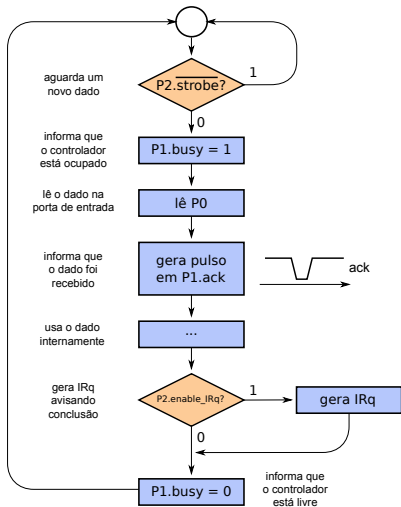 aguarda um
novo dado
P2.strobe?
1
0
informa que
o controlador
está ocupado
P1.busy = 1
lê o dado na
porta de entrada
lê P0
informa que
o dado foi
recebido
gera pulso
em P1.ack
ack
usa o dado
internamente
...
gera IRq
avisando
conclusão
P2.enable_IRq?
1
gera IRq
0
P1.busy = 0
informa que
o controlador
está livre